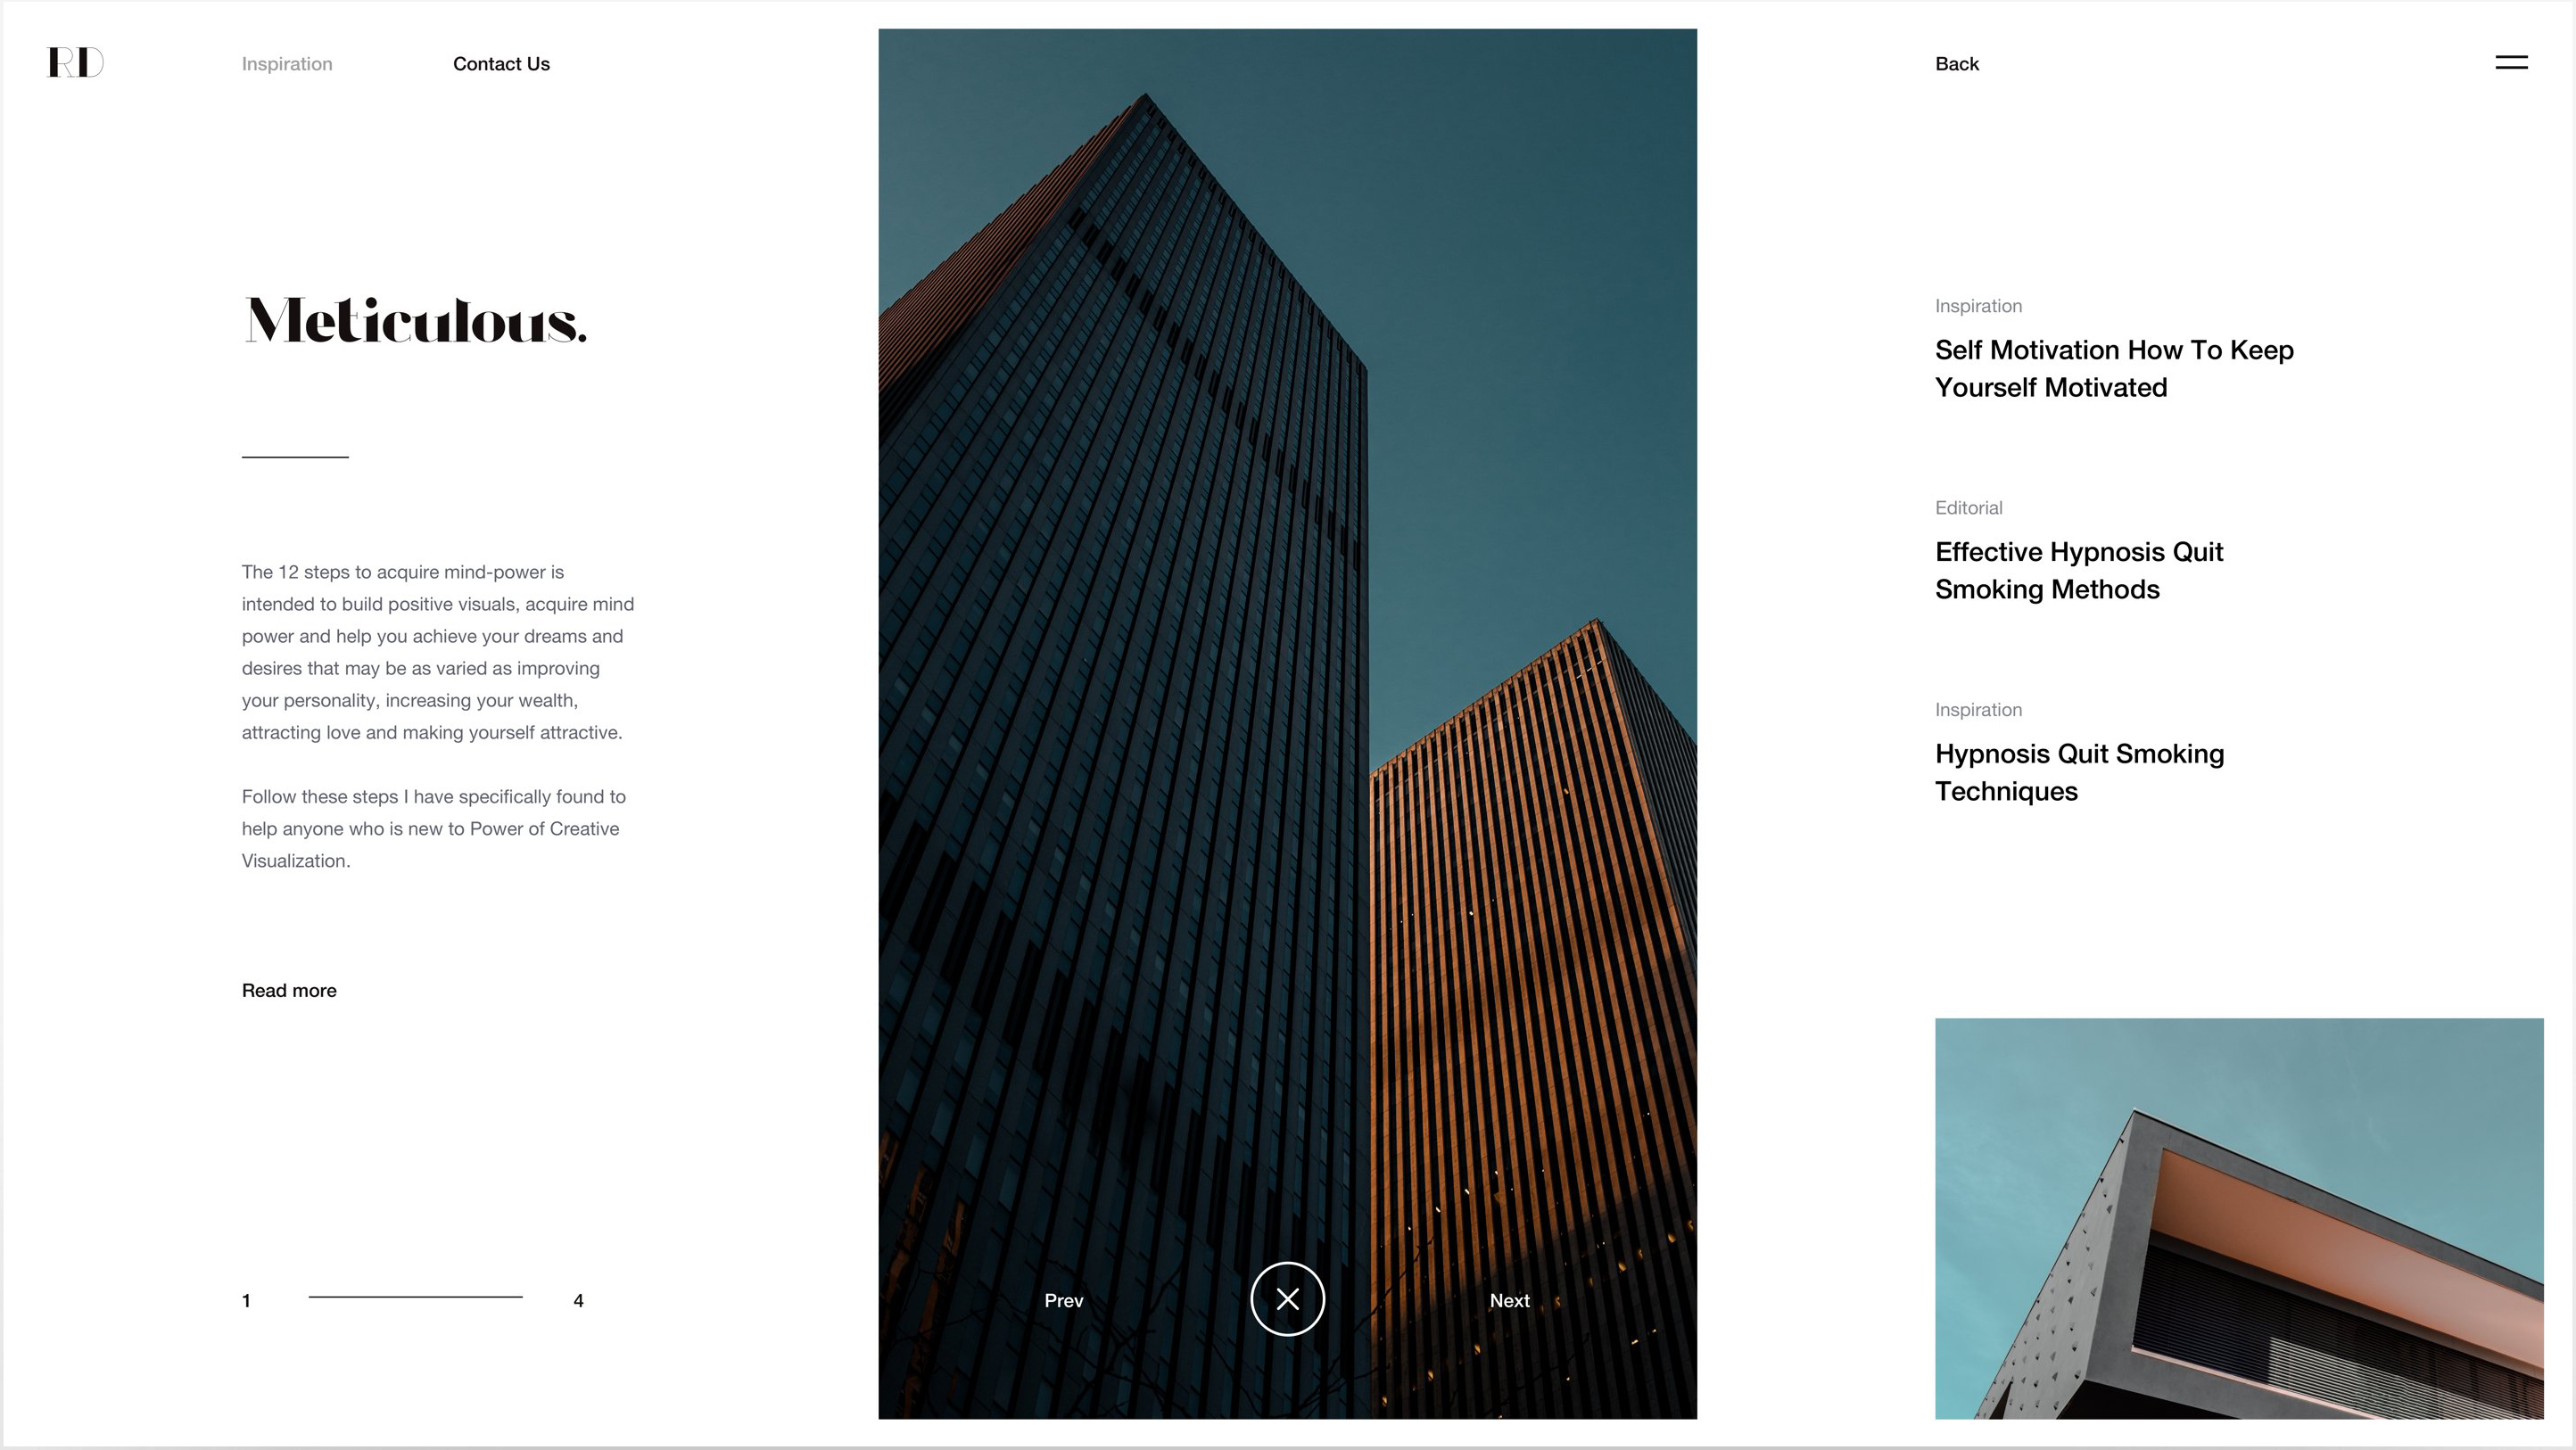 RD
Inspiration
Contact Us
Back
Meticulous.
The 12 steps to acquire mind-power is
intended to build positive visuals, acquire mind
power and help you achieve your dreams and
desires that may be as varied as improving
your personality, increasing your wealth,
attracting love and making yourself attractive.
Follow these steps I have specifically found to
help anyone who is new to Power of Creative
Visualization.
Read more
1
4
Prev
Next
Inspiration
Self Motivation How To Keep
Yourself Motivated
Editorial
Effective Hypnosis Quit
Smoking Methods
Inspiration
Hypnosis Quit Smoking
Techniques